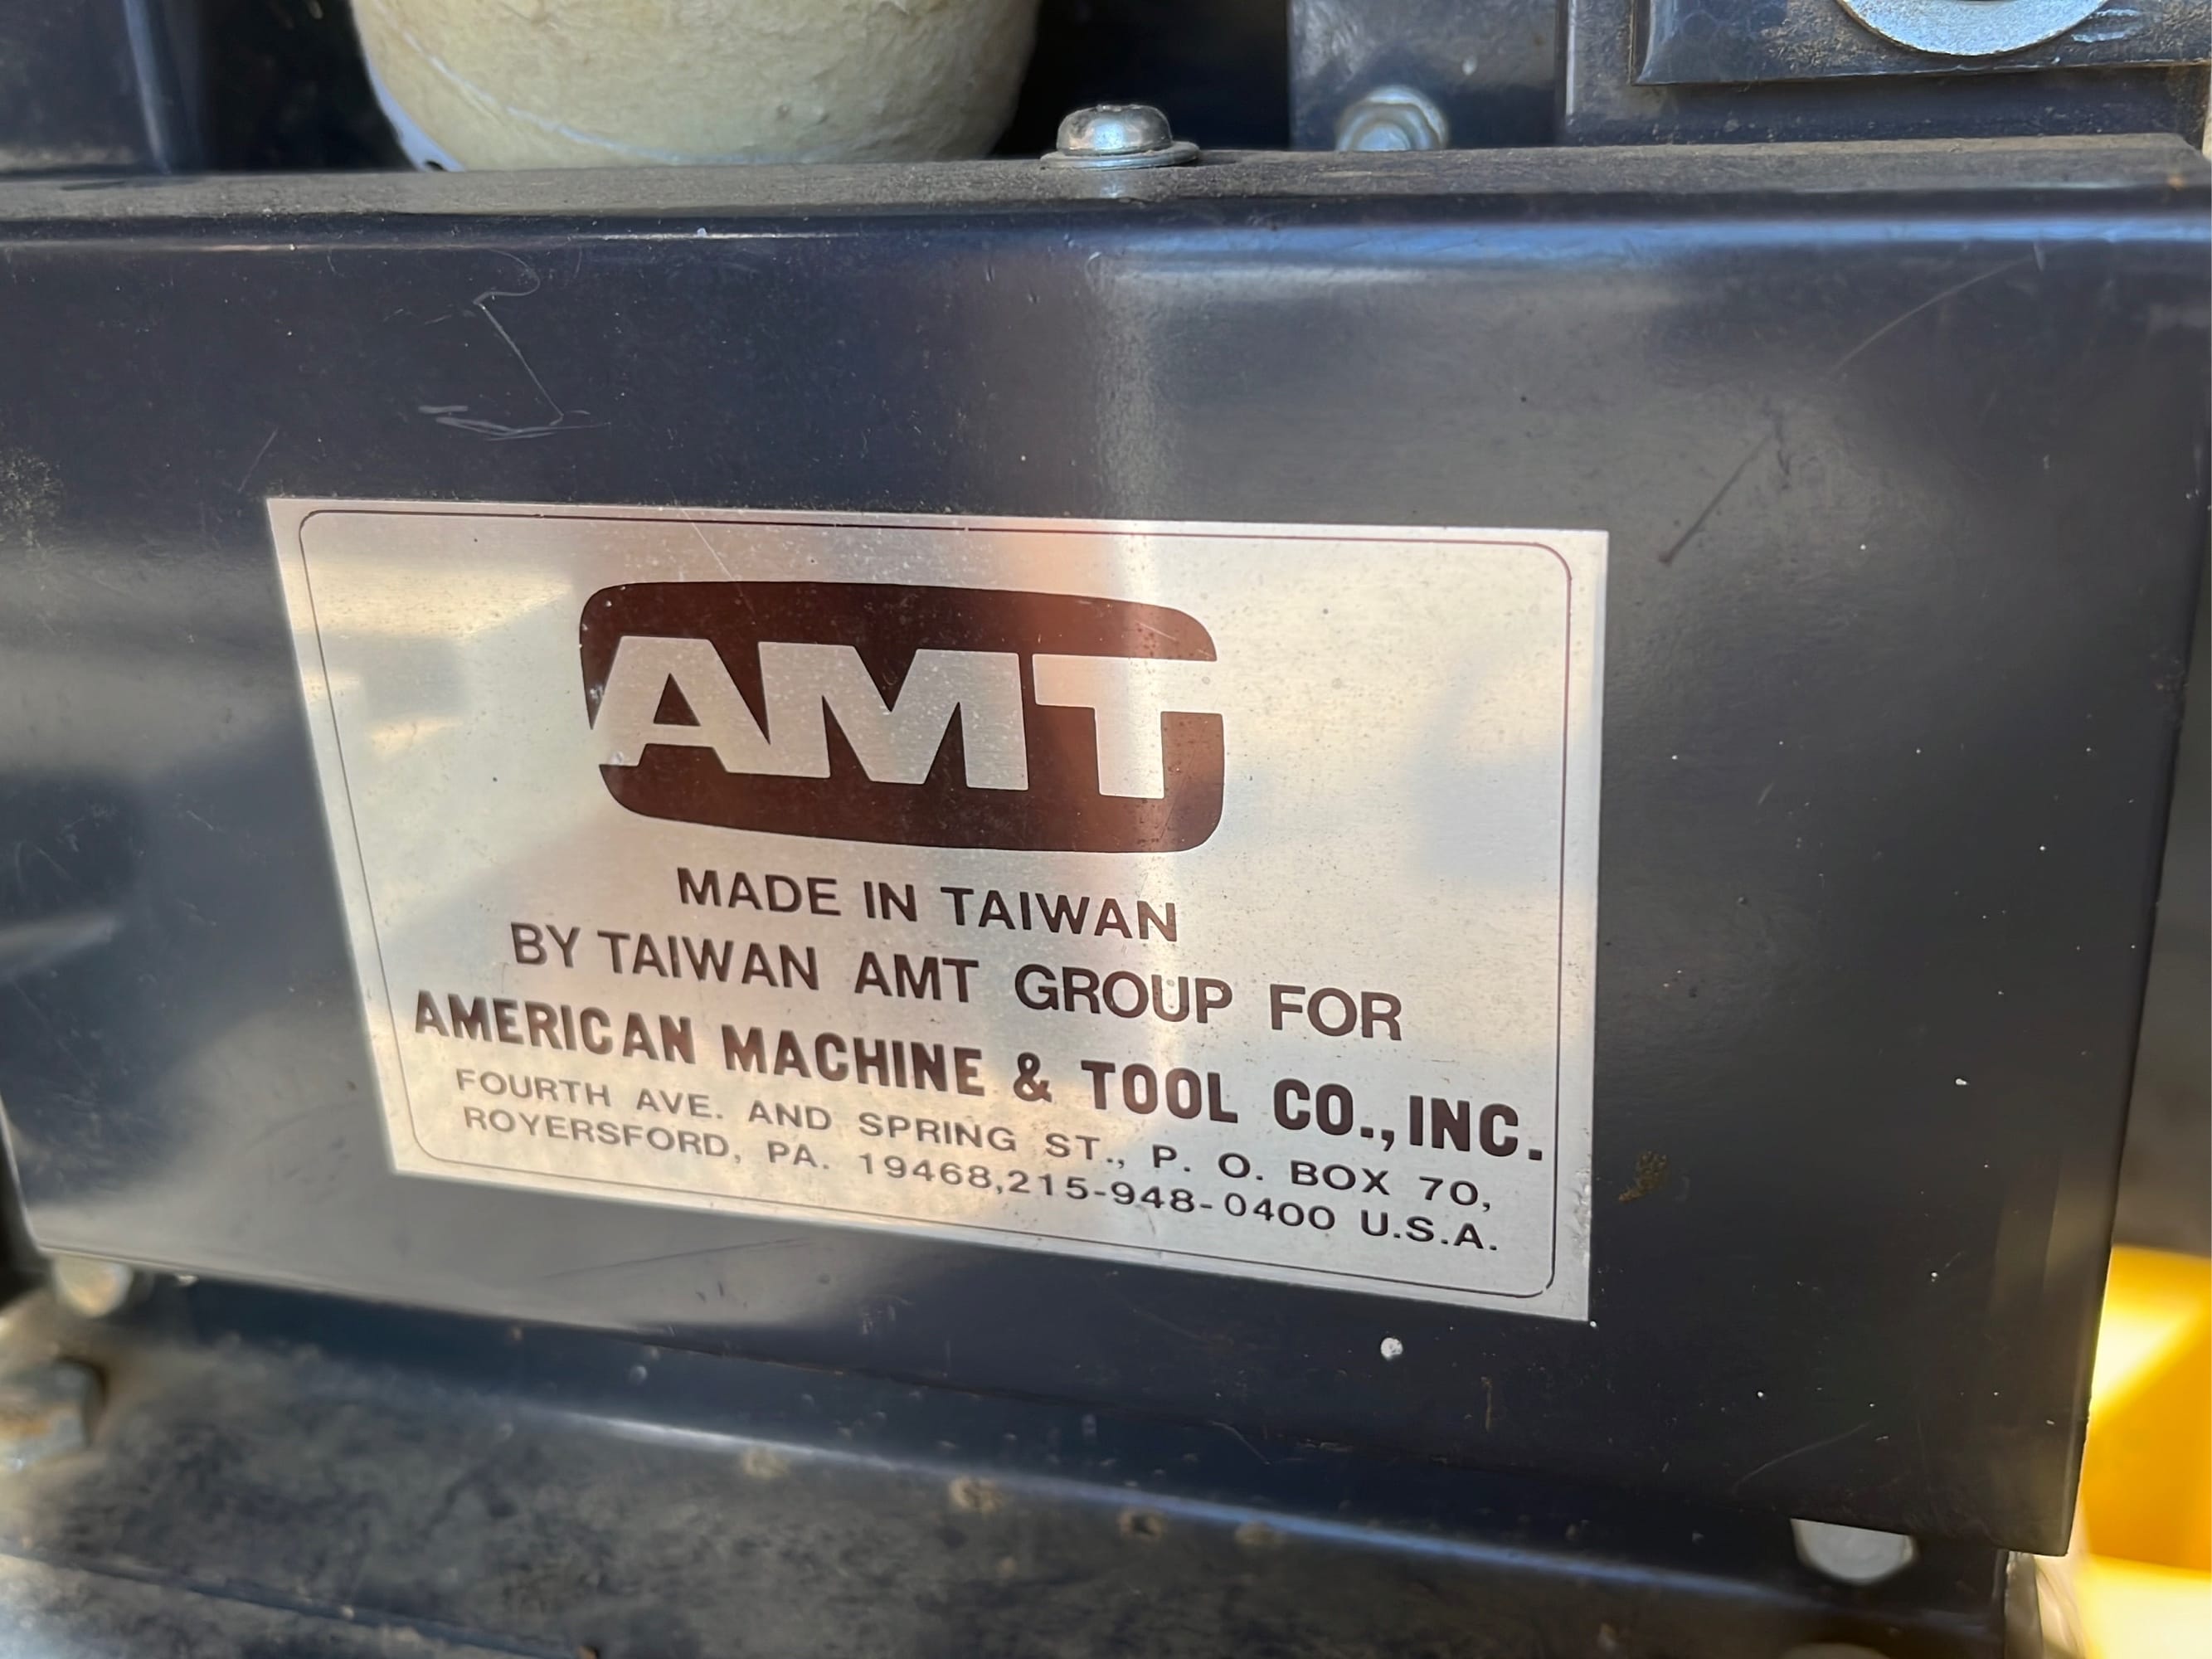 AMT
MADE IN TAIWAN
BY TAIWAN AMT GROUP FOR
AMERICAN MACHINE & TOOL CO., INC.
FOURTH AVE. AND SPRING ST., P. O. BOX 70,
ROYERSFORD, PA. 19468,215-948-0400 U.S.A.